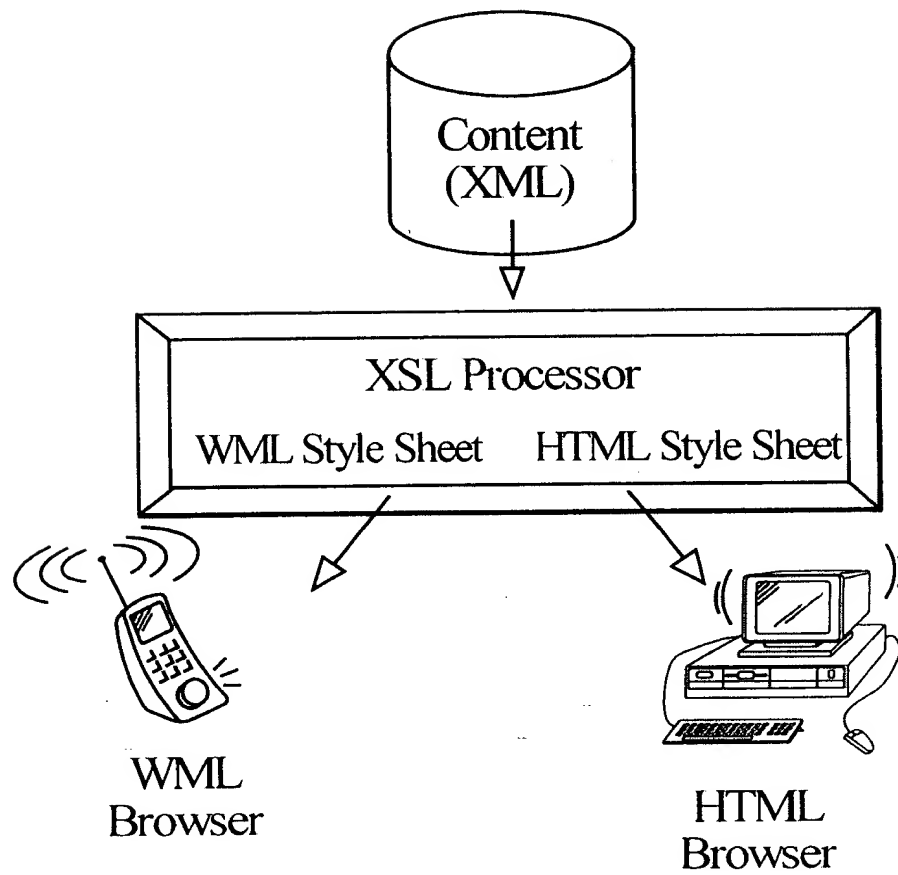 Content
(XML)
XSL Processor
WML Style Sheet HTML Style Sheet
WML
Browser
HTML
Browser